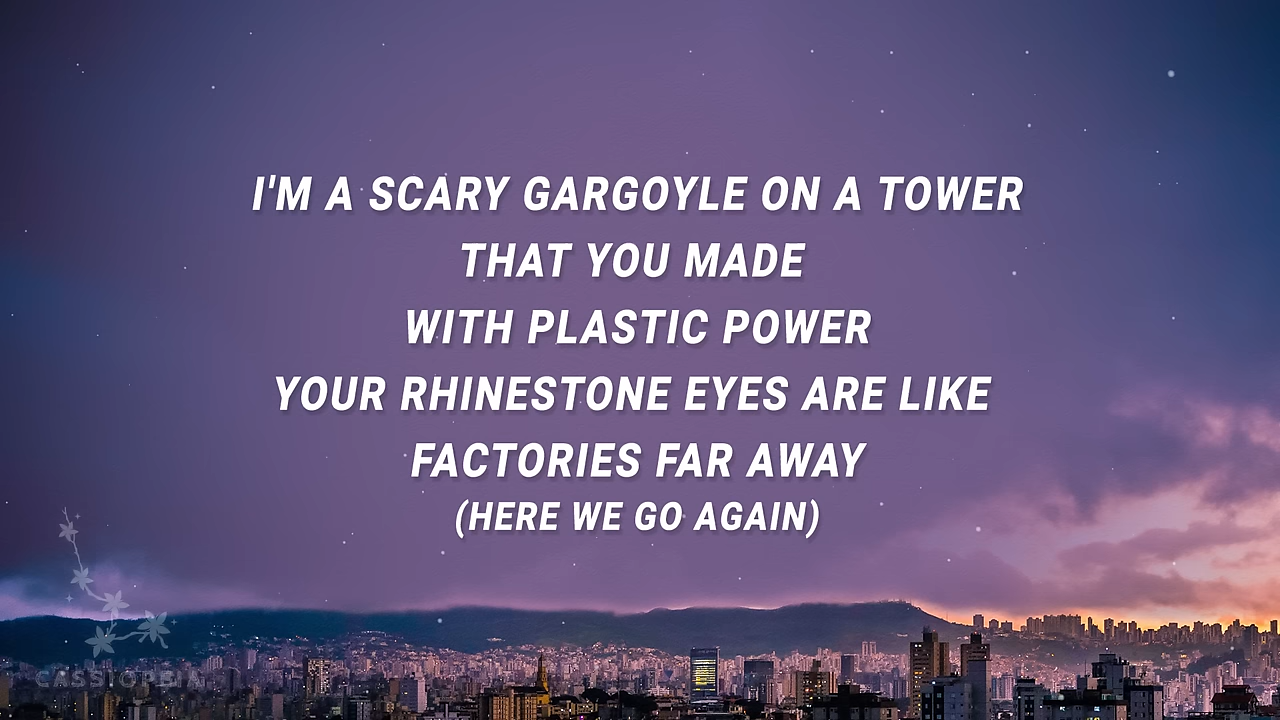 I'M A SCARY GARGOYLE ON A TOWER
THAT YOU MADE
WITH PLASTIC POWER
YOUR RHINESTONE EYES ARE LIKE
FACTORIES FAR AWAY
(HERE WE GO AGAIN)
CASSIOPEIA